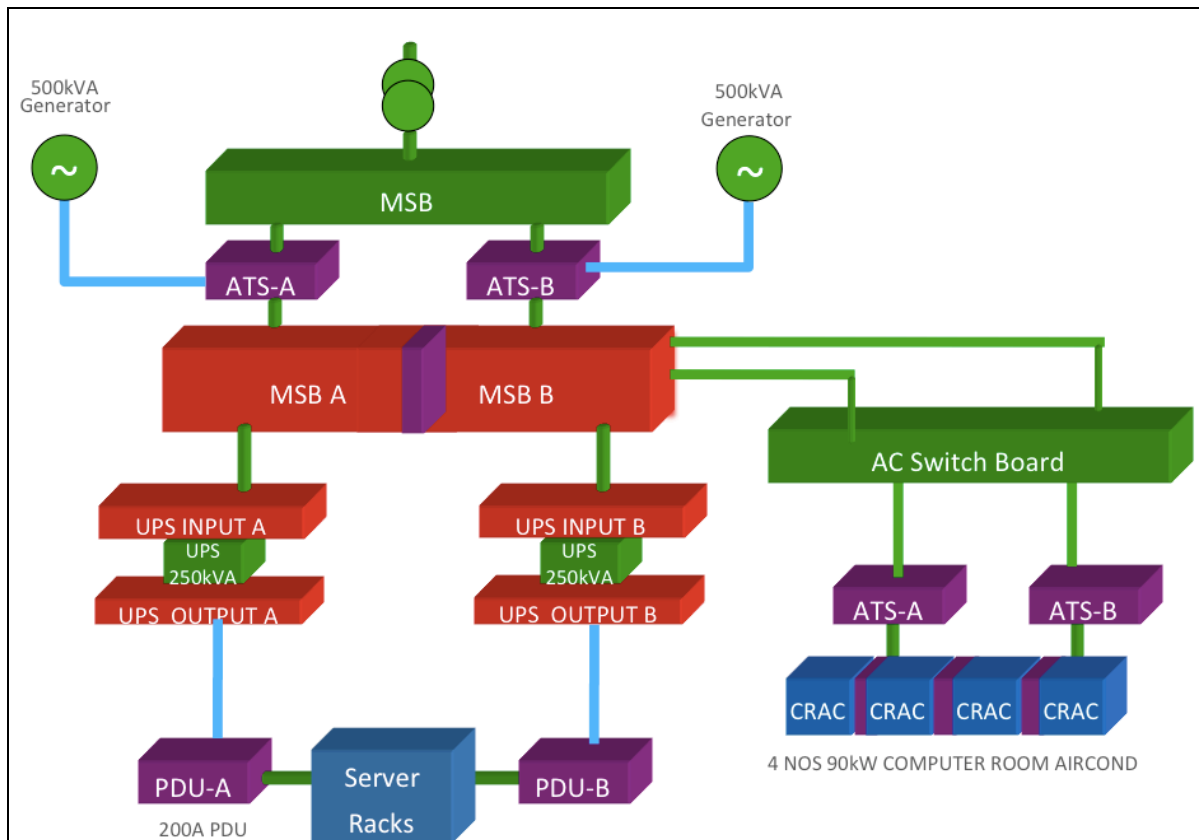 500kVA
Generator
500kVA
Generator
~
~
MSB
ATS-A
ATS-B
MSB A
MSB B
AC Switch Board
UPS INPUT A
UPS INPUT B
UPS
250kVA
UPS
250kVA
UPS OUTPUT A
UPS OUTPUT B
ATS-A
ATS-B
CRAC
CRAC
CRAC
CRAC
4 NOS 90kW COMPUTER ROOM AIRCOND
PDU-A
Server
Racks
PDU-B
200A PDU